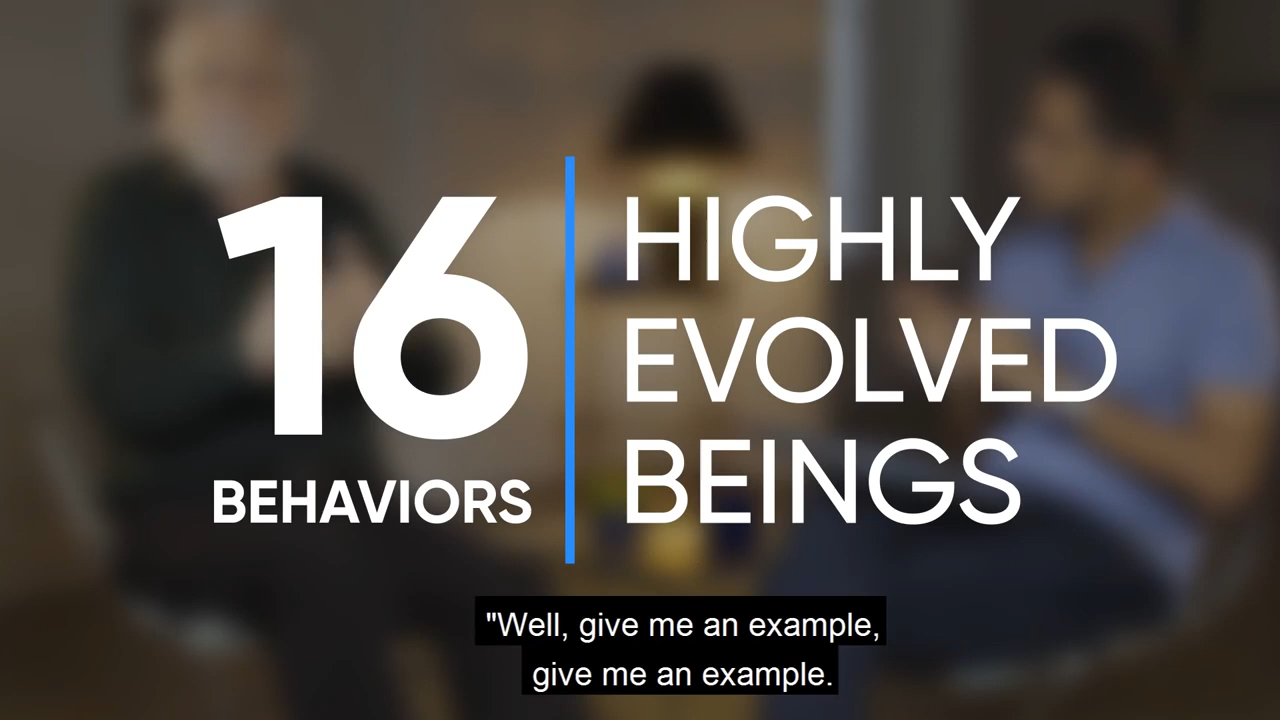 16
BEHAVIORS
HIGHLY
EVOLVED
BEINGS
"Well, give me an example,
give me an example.